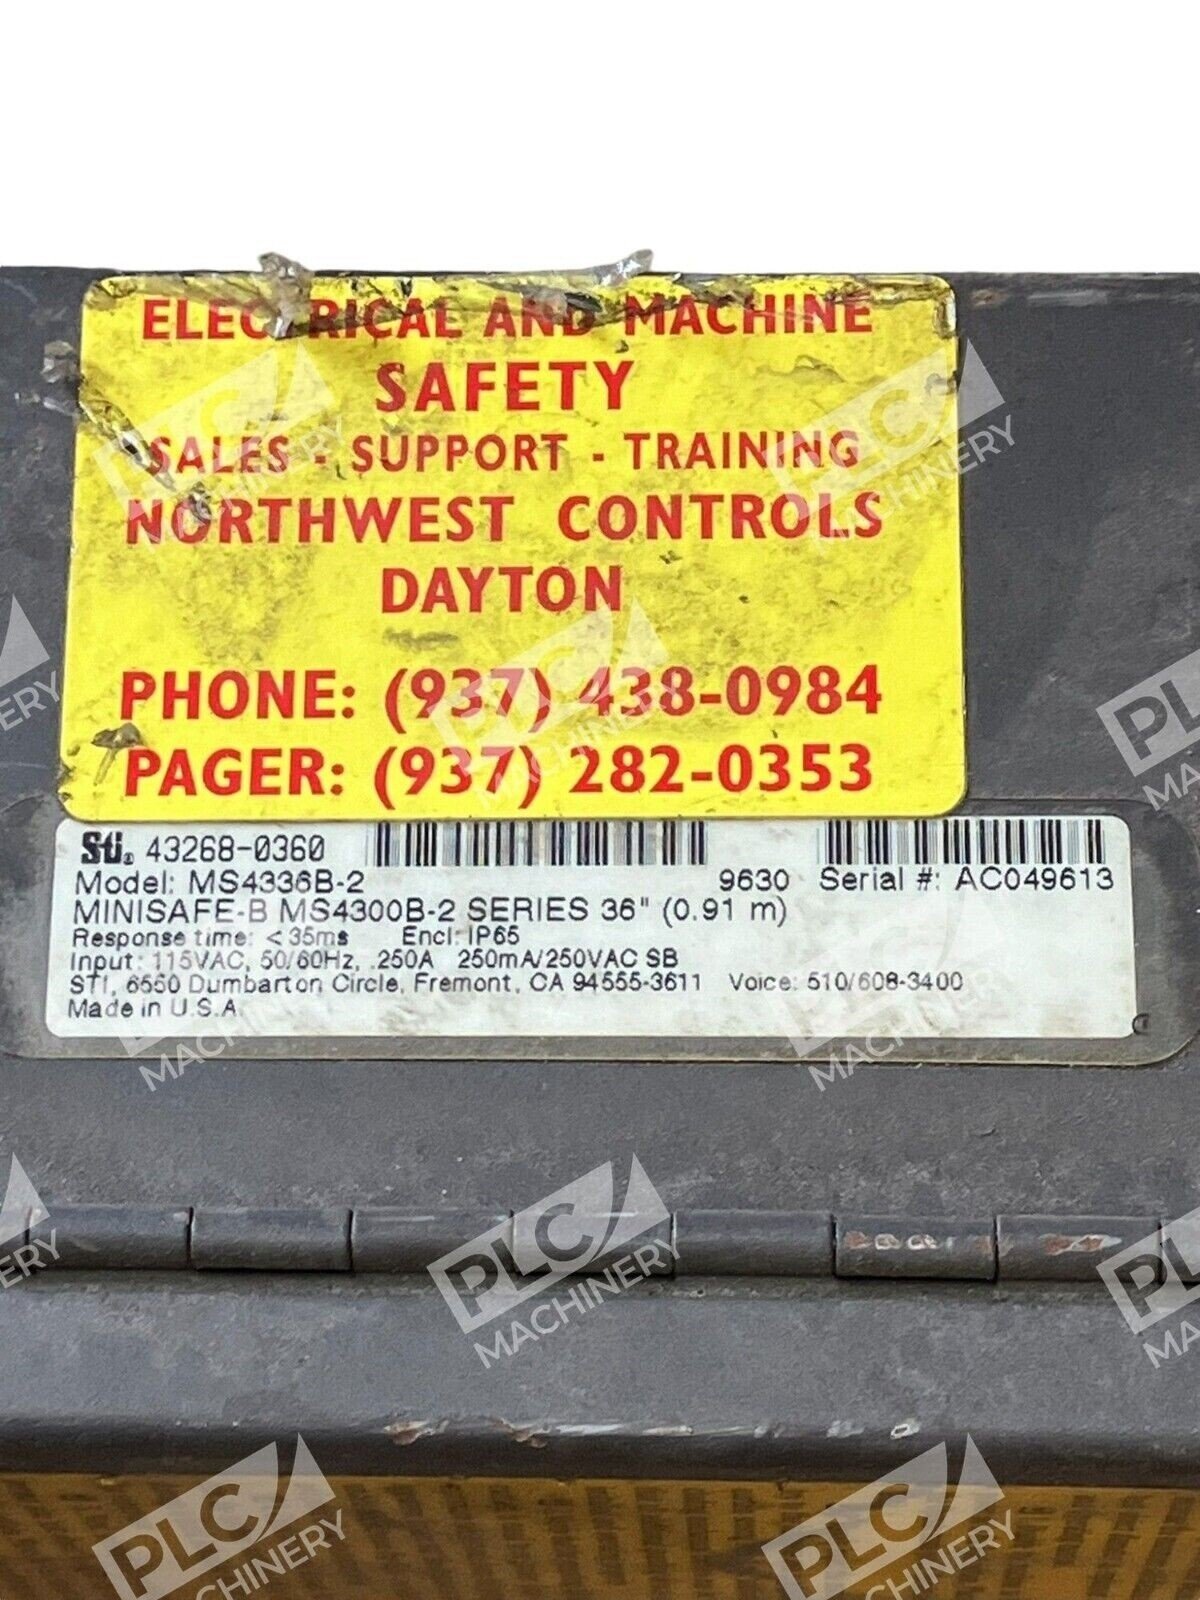 ELECTRICAL AND MACHINE
SAFETY
SALES - SUPPORT - TRAINING
NORTHWEST CONTROLS
DAYTON
PHONE: (937) 438-0984
PAGER: (937) 282-0353
Sti® 43268-0360
Model: MS4336B-2 9630 Serial #: AC049613
MINISAFE-B MS4300B-2 SERIES 36" (0.91 m)
Response time: <35ms Encl: IP65
Input: 115VAC, 50/60Hz, .250A 250mA/250VAC SB
STI, 6550 Dumbarton Circle, Fremont, CA 94555-3611 Voice: 510/608-3400
Made in U.S.A.
D
PLC MACHINERY